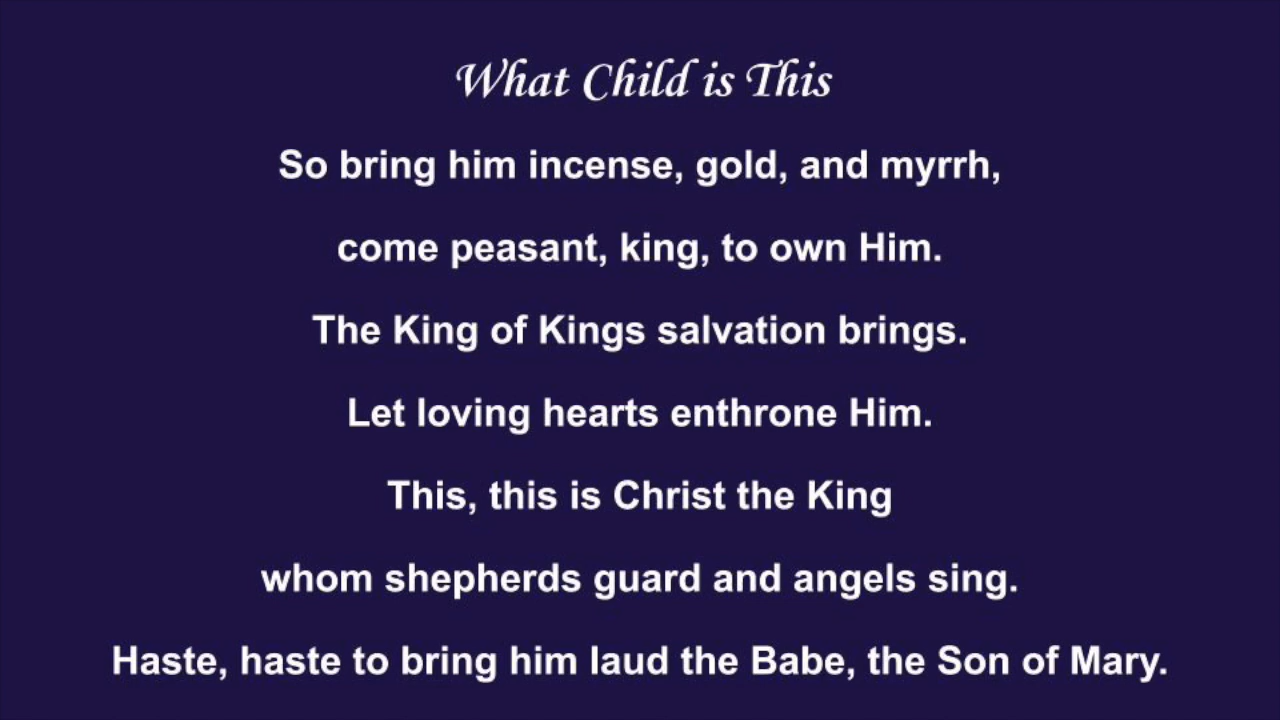 What Child is This
So bring him incense, gold, and myrrh,
come peasant, king, to own Him.
The King of Kings salvation brings.
Let loving hearts enthrone Him.
This, this is Christ the King
whom shepherds guard and angels sing.
Haste, haste to bring him laud the Babe, the Son of Mary.